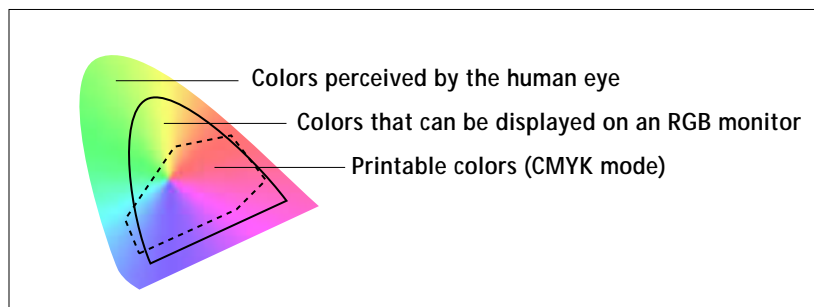 Colors perceived by the human eye
Colors that can be displayed on an RGB monitor
Printable colors (CMYK mode)